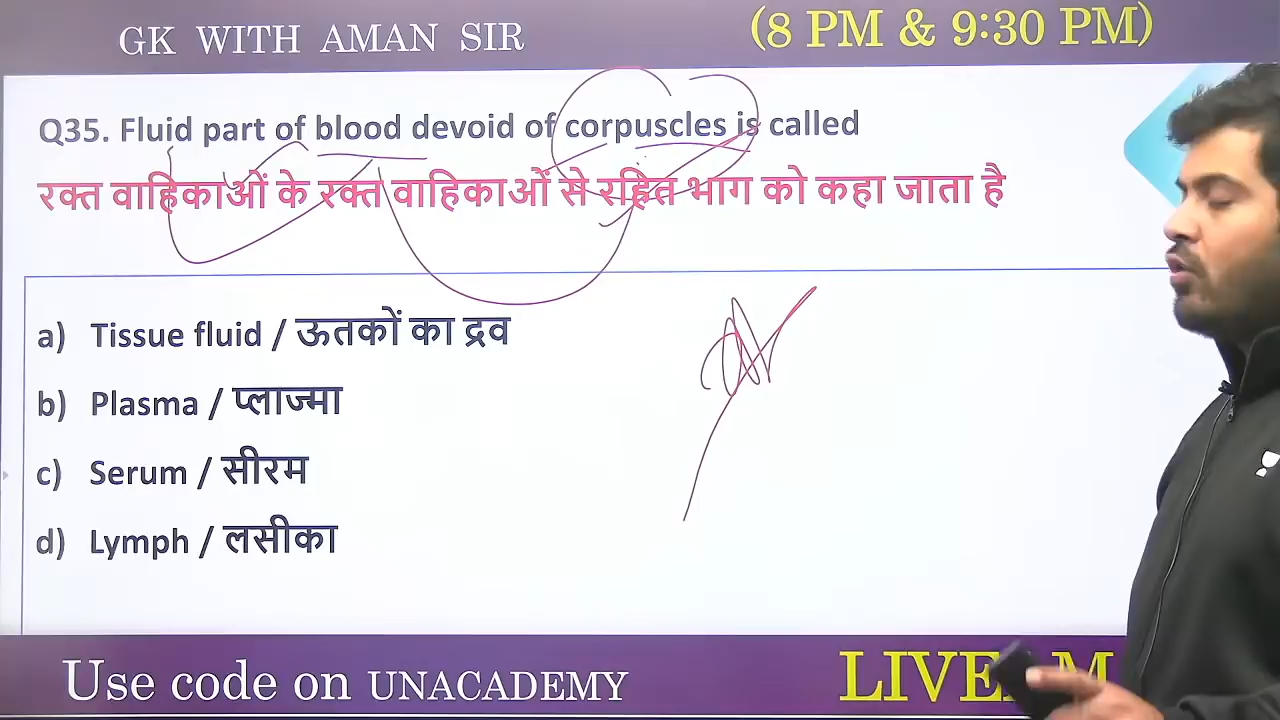 GK WITH AMAN SIR
(8 PM & 9:30 PM)
Q35. Fluid part of blood devoid of corpuscles is called
रक्त वाहिकाओं के रक्त वाहिकाओं से रहित भाग को कहा जाता है
a) Tissue fluid / ऊतकों का द्रव
b) Plasma / प्लाज्मा
c) Serum / सीरम
d) Lymph / लसीका
Use code on UNACADEMY
LIVE